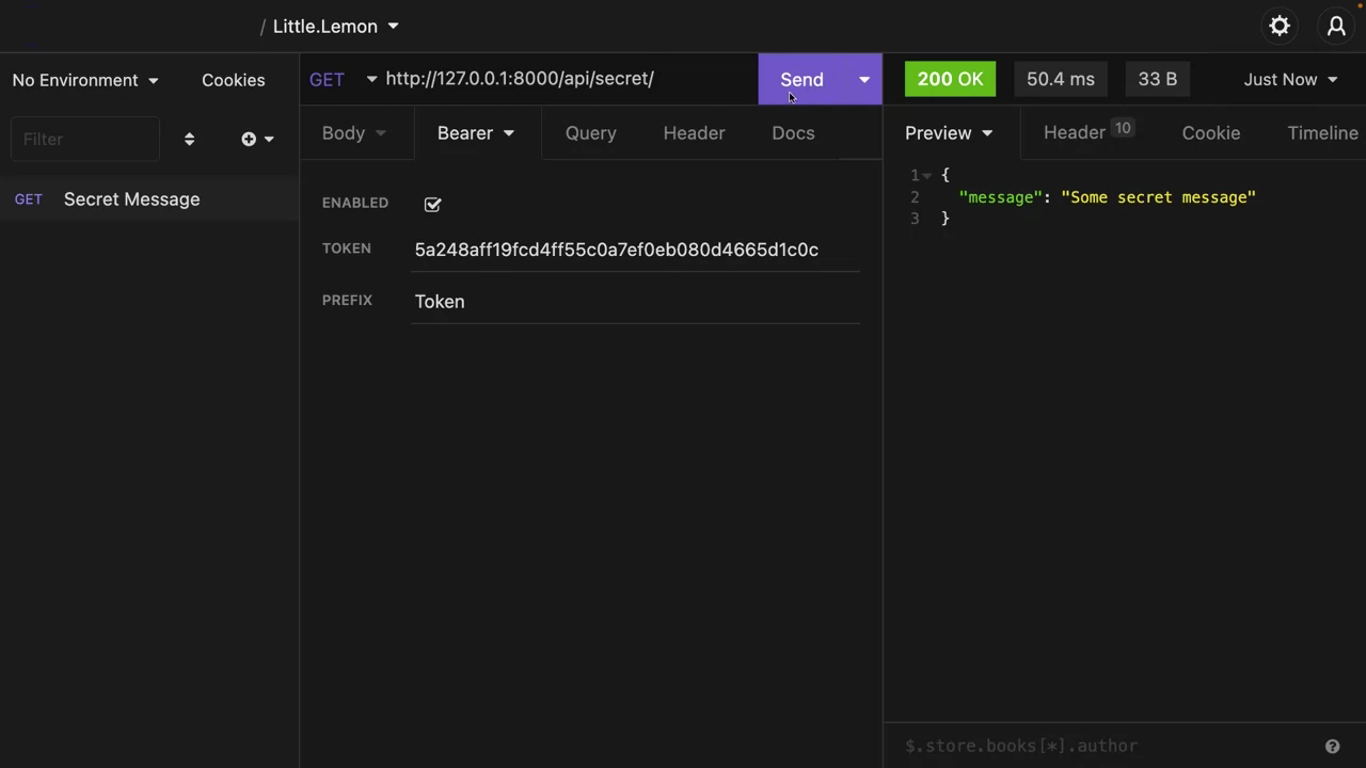 / Little.Lemon
No Environment Cookies
GET http://127.0.0.1:8000/api/secret/ Send
200 OK 50.4 ms 33 B Just Now
Filter
GET Secret Message
Body Bearer Query Header Docs
ENABLED
TOKEN 5a248aff19fcd4ff55c0a7ef0eb080d4665d1c0c
PREFIX Token
Preview Header 10 Cookie Timeline
1 {
2 "message": "Some secret message"
3 }
$.store.books[*].author ?